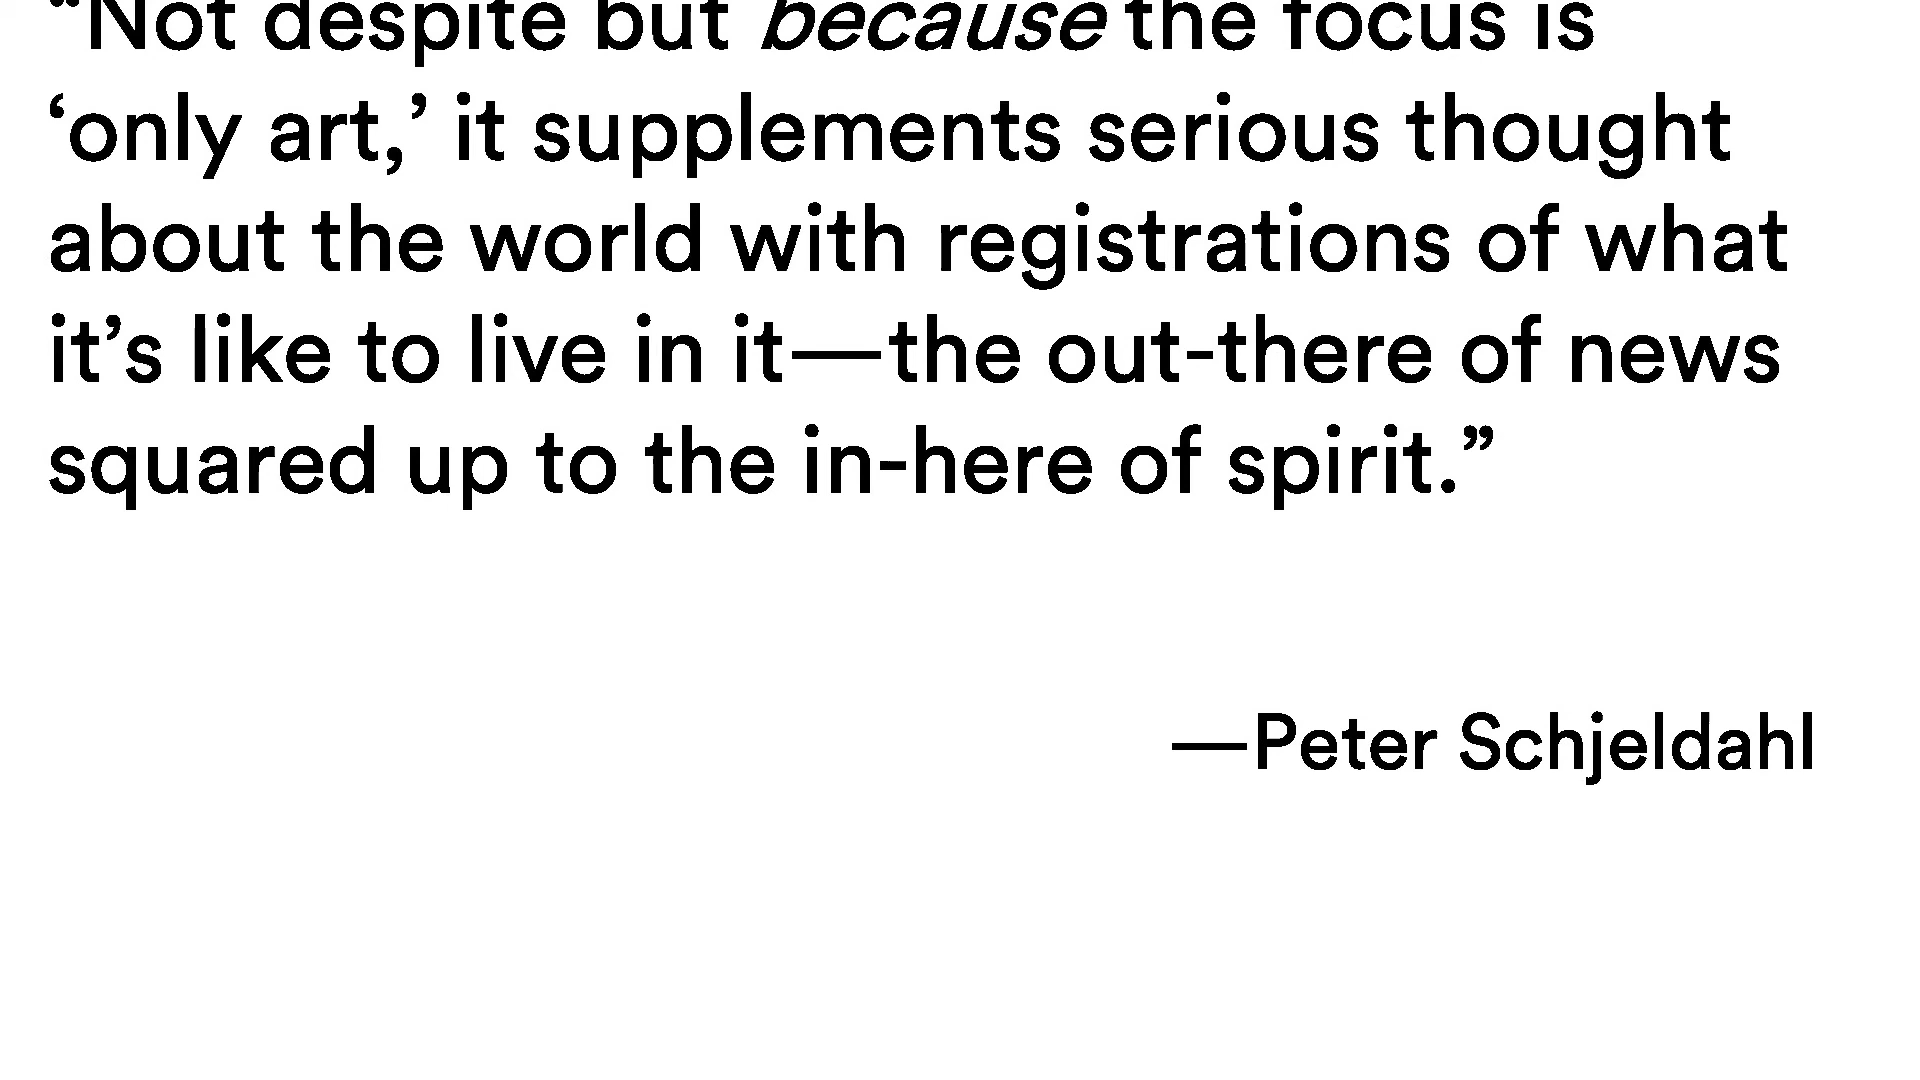 “Not despite but because the focus is
‘only art,’ it supplements serious thought
about the world with registrations of what
it’s like to live in it—the out-there of news
squared up to the in-here of spirit.”
—Peter Schjeldahl